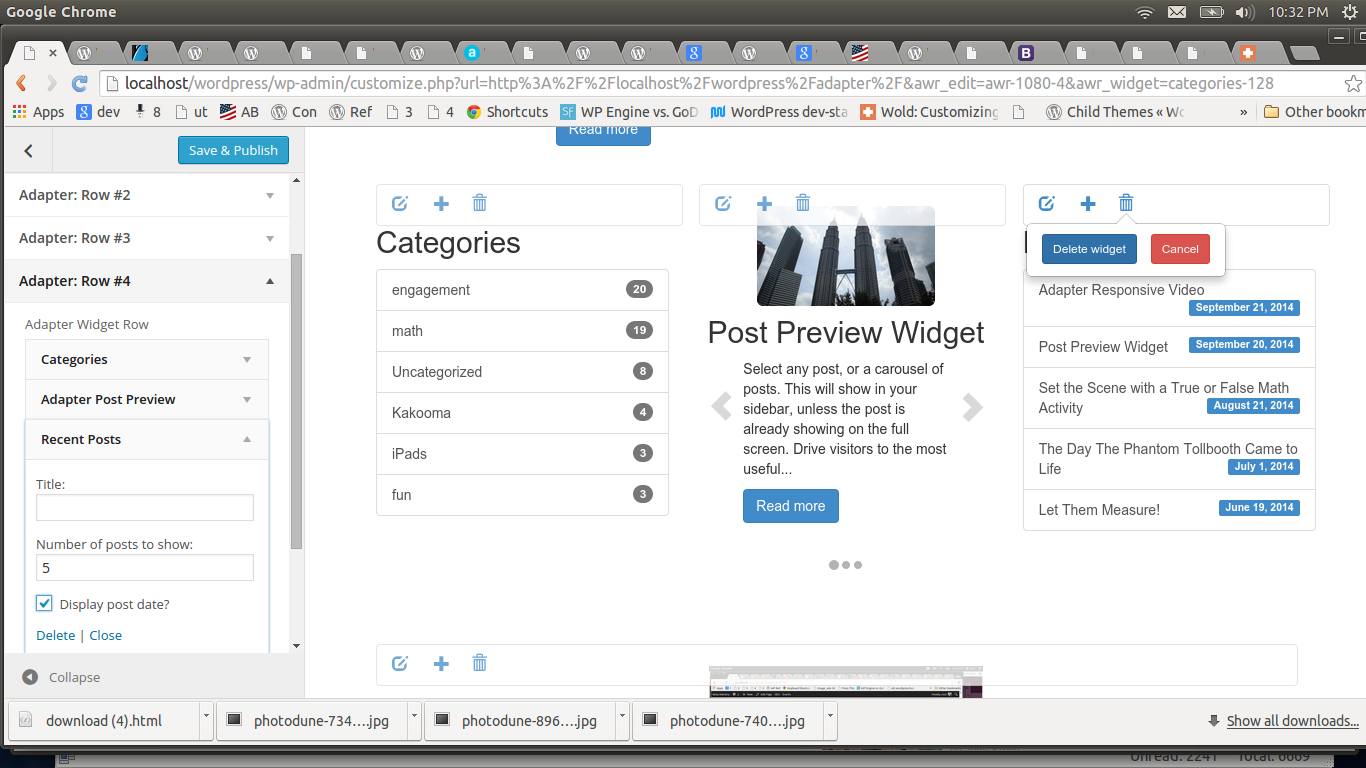 Google Chrome
10:32 PM
localhost/wordpress/wp-admin/customize.php?url=http%3A%2F%2Flocalhost%2Fwordpress%2Fadapter%2F&awr_edit=awr-1080-4&awr_widget=categories-128
Apps dev 8 ut AB Con Ref 3 4 Shortcuts WP Engine vs. GoD WordPress dev-sta Wold: Customizing Child Themes « Wc » Other bookm
Save & Publish
Adapter: Row #2
Adapter: Row #3
Adapter: Row #4
Adapter Widget Row
Categories
Adapter Post Preview
Recent Posts
Title:
Number of posts to show:
5
Display post date?
Delete | Close
Collapse
Read more
Categories
engagement 20
math 19
Uncategorized 8
Kakooma 4
iPads 3
fun 3
Post Preview Widget
Select any post, or a carousel of
posts. This will show in your
sidebar, unless the post is
already showing on the full
screen. Drive visitors to the most
useful...
Read more
Delete widget Cancel
Adapter Responsive Video
September 21, 2014
Post Preview Widget September 20, 2014
Set the Scene with a True or False Math
Activity August 21, 2014
The Day The Phantom Tollbooth Came to
Life July 1, 2014
Let Them Measure! June 19, 2014
download (4).html photodune-734....jpg photodune-896....jpg photodune-740....jpg Show all downloads...
Unread: 2241 Total: 6669